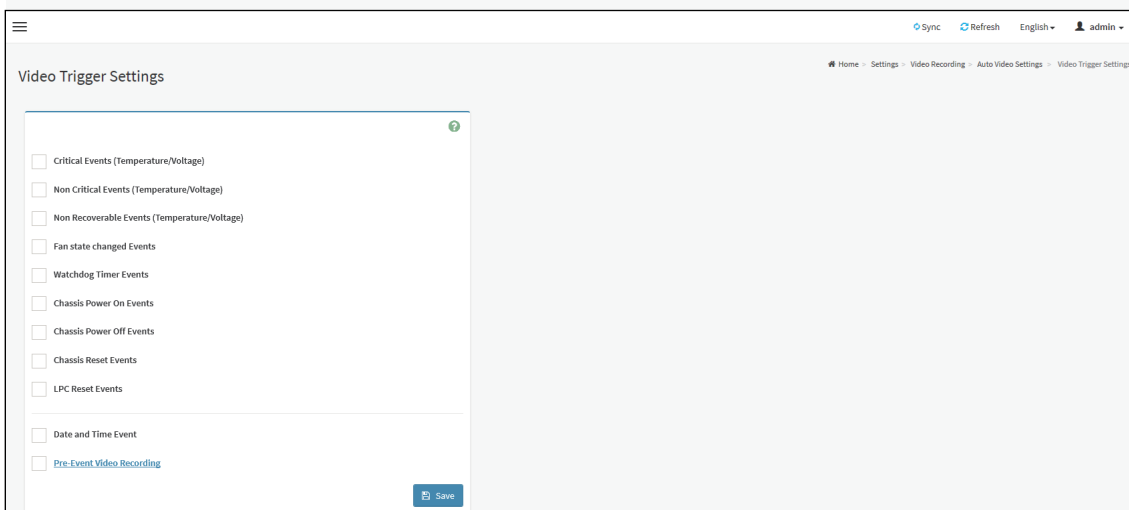 Sync Refresh English admin
Video Trigger Settings
Home > Settings > Video Recording > Auto Video Settings > Video Trigger Settings
Critical Events (Temperature/Voltage)
Non Critical Events (Temperature/Voltage)
Non Recoverable Events (Temperature/Voltage)
Fan state changed Events
Watchdog Timer Events
Chassis Power On Events
Chassis Power Off Events
Chassis Reset Events
LPC Reset Events
Date and Time Event
Pre-Event Video Recording
Save